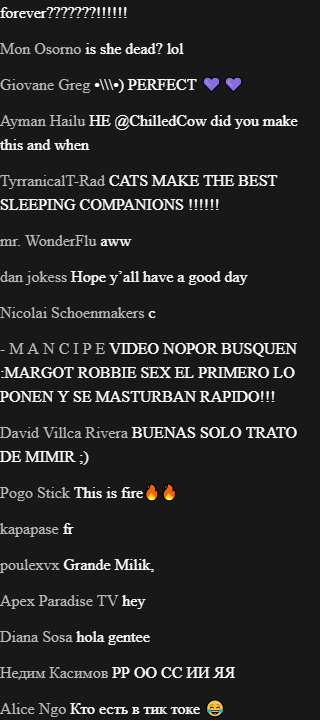 forever???????!!!!!!
Mon Osorno is she dead? lol
Giovane Greg •\\\•) PERFECT 💜 💜
Ayman Hailu HE @ChilledCow did you make
this and when
TyrranicalT-Rad CATS MAKE THE BEST
SLEEPING COMPANIONS !!!!!!
mr. WonderFlu aww
dan jokess Hope y’all have a good day
Nicolai Schoenmakers c
- M A N C I P E VIDEO NOPOR BUSQUEN
:MARGOT ROBBIE SEX EL PRIMERO LO
PONEN Y SE MASTURBAN RAPIDO!!!
David Villca Rivera BUENAS SOLO TRATO
DE MIMIR ;)
Pogo Stick This is fire🔥🔥
kapapase fr
poulexvx Grande Milik,
Apex Paradise TV hey
Diana Sosa hola gentee
Недим Касимов РР ОО СС ИИ ЯЯ
Alice Ngo Кто есть в тик токе 😂